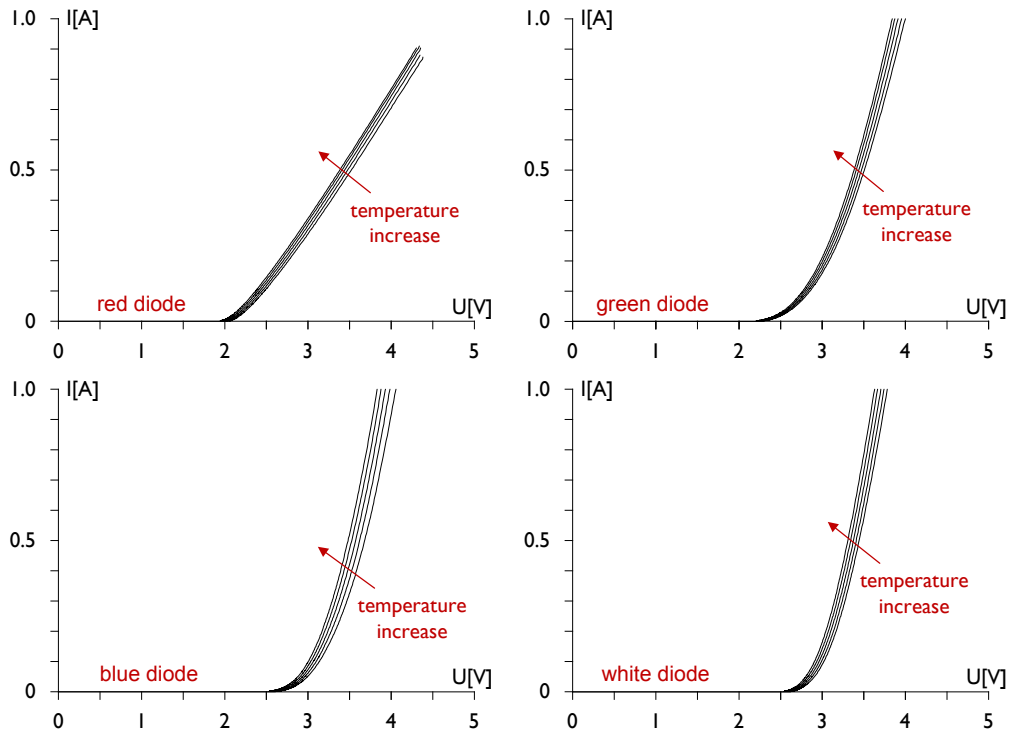 1.0 I[A]
0.5
temperature
increase
red diode
U[V]
0
0 1 2 3 4 5
1.0 I[A]
0.5
temperature
increase
green diode
U[V]
0
0 1 2 3 4 5
1.0 I[A]
0.5
temperature
increase
blue diode
U[V]
0
0 1 2 3 4 5
1.0 I[A]
0.5
temperature
increase
white diode
U[V]
0
0 1 2 3 4 5